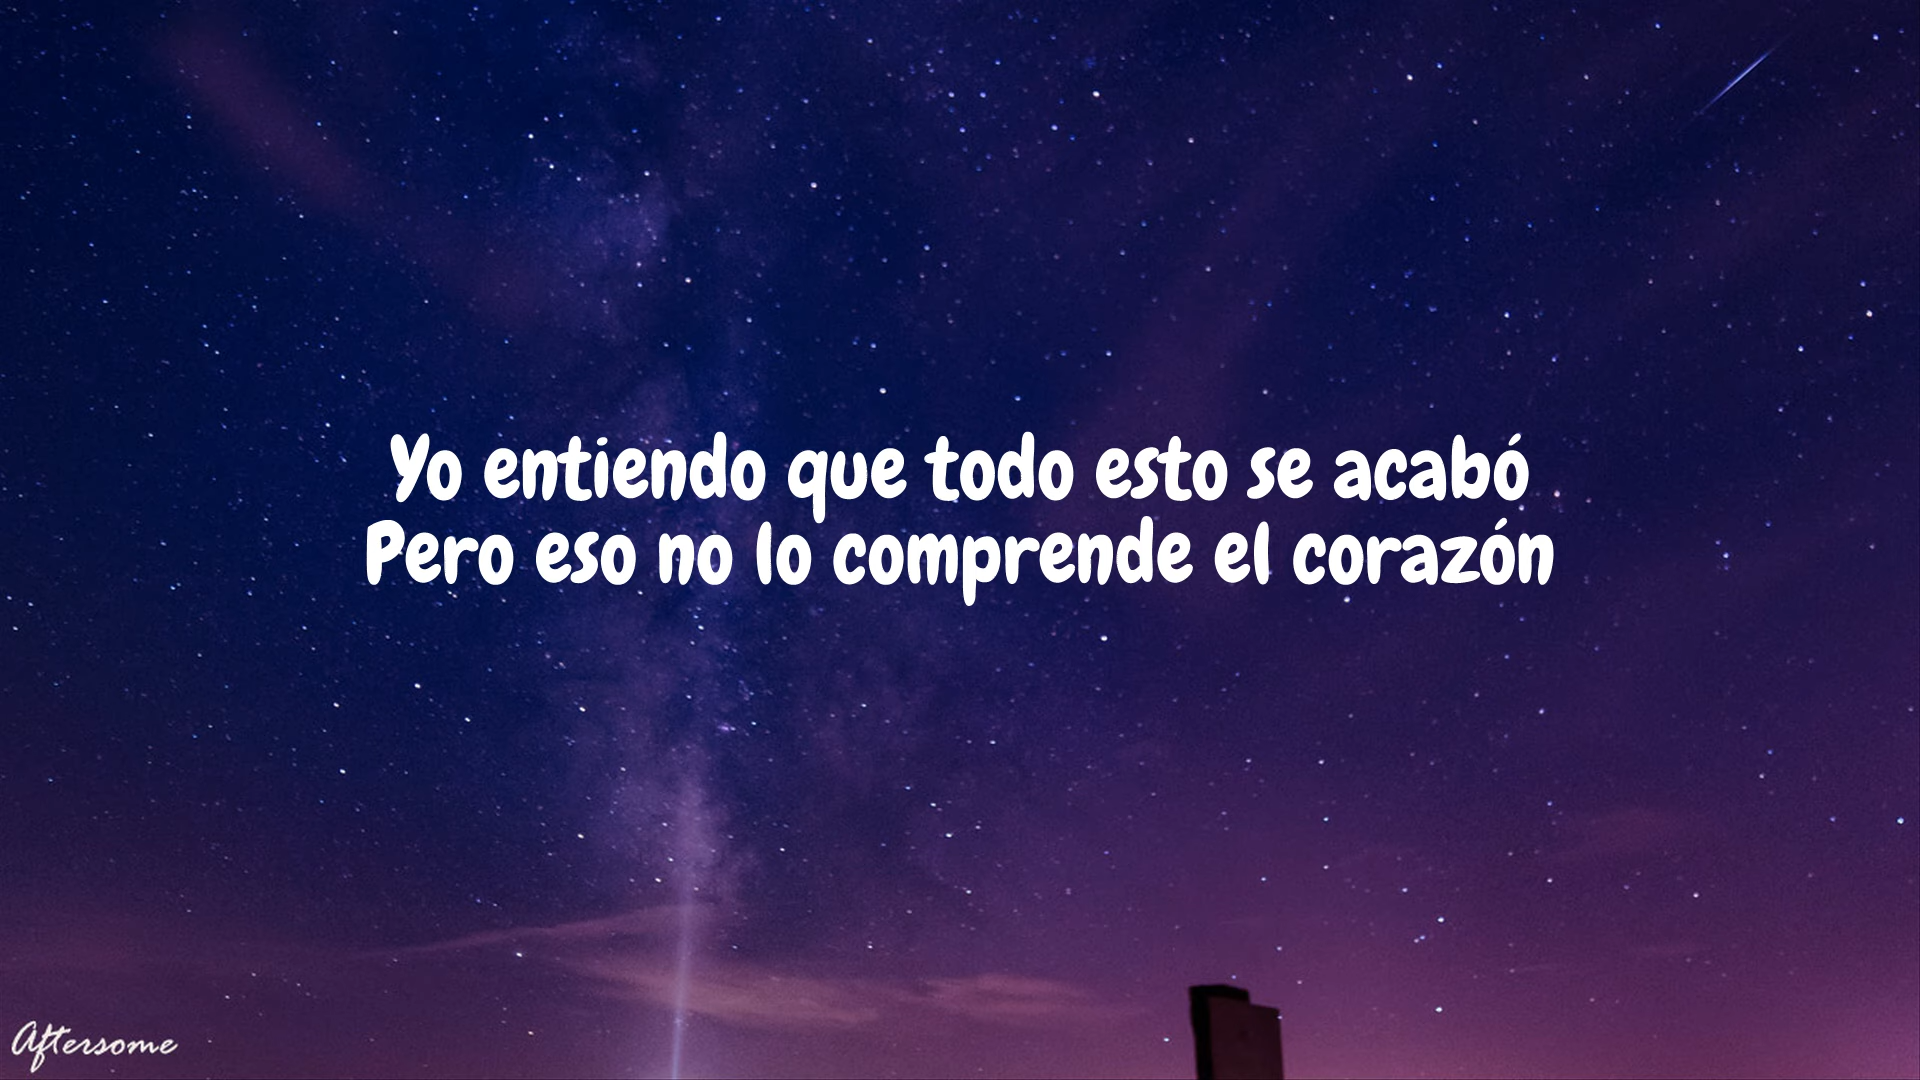 Yo entiendo que todo esto se acabó
Pero eso no lo comprende el corazón
Aftersome